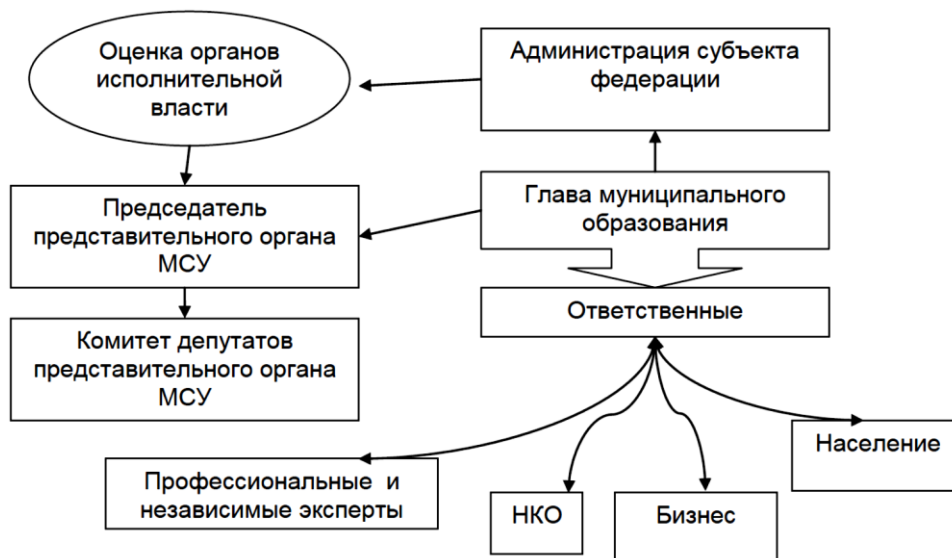 Оценка органов
исполнительной
власти
Администрация субъекта
федерации
Председатель
представительного органа
МСУ
Глава муниципального
образования
Комитет депутатов
представительного органа
МСУ
Ответственные
Профессиональные и
независимые эксперты
НКО
Бизнес
Население